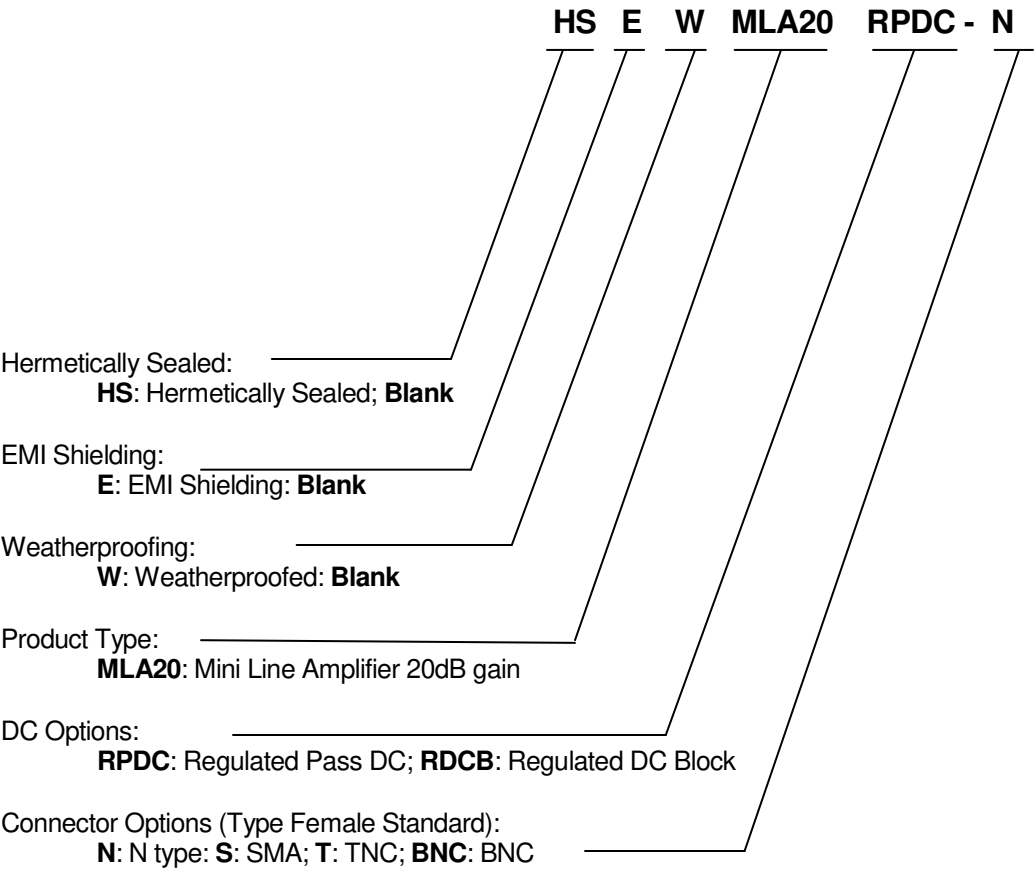 HS E W MLA20 RPDC - N
Hermetically Sealed:
HS: Hermetically Sealed; Blank
EMI Shielding:
E: EMI Shielding: Blank
Weatherproofing:
W: Weatherproofed: Blank
Product Type:
MLA20: Mini Line Amplifier 20dB gain
DC Options:
RPDC: Regulated Pass DC; RDCB: Regulated DC Block
Connector Options (Type Female Standard):
N: N type: S: SMA; T: TNC; BNC: BNC